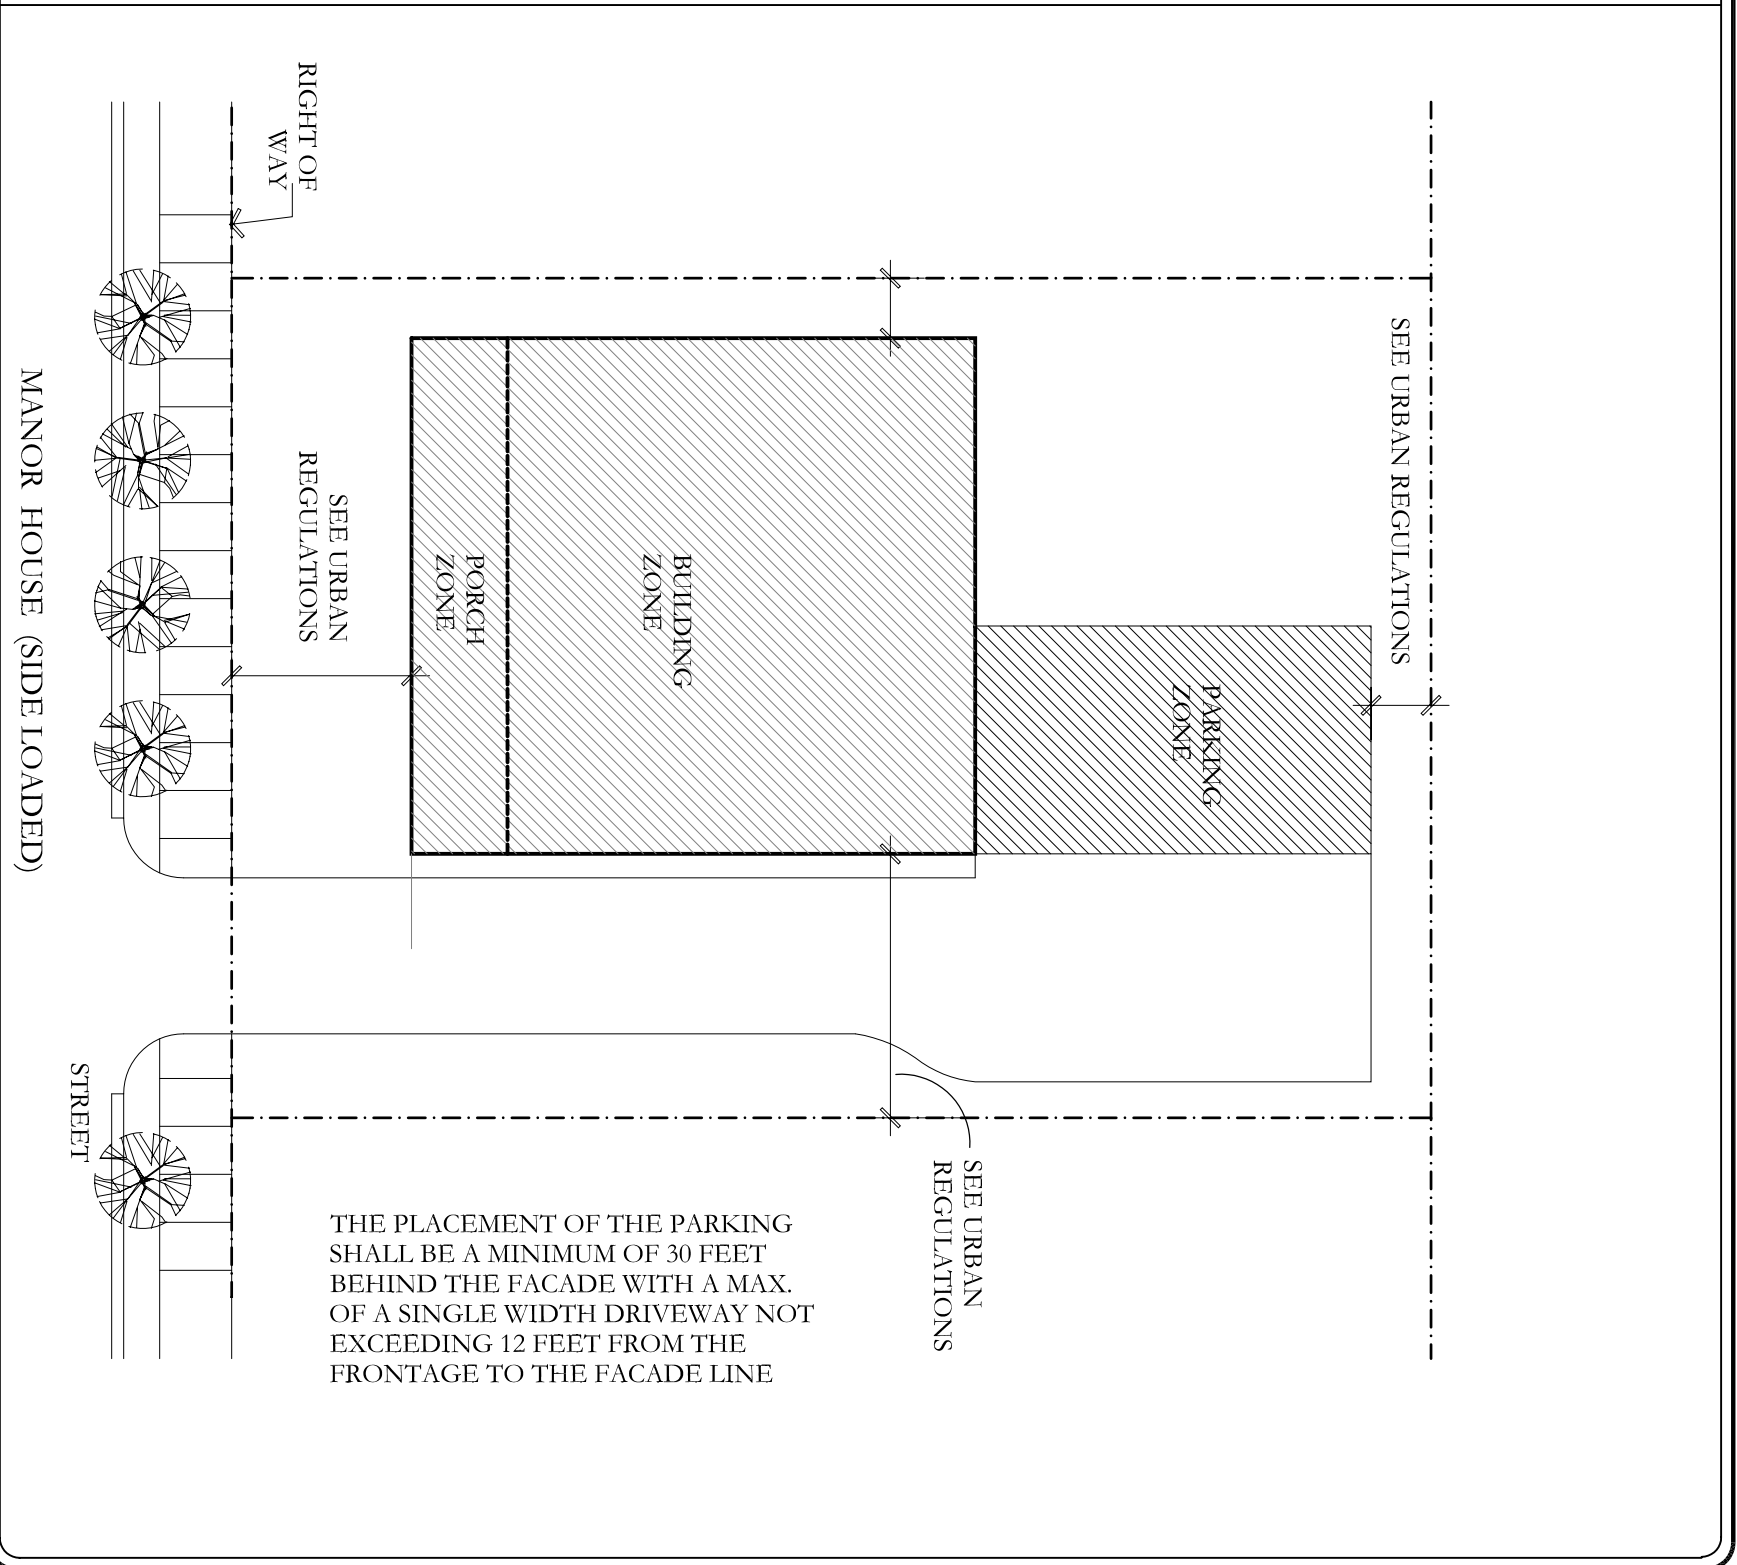 SEE URBAN REGULATIONS
PARKING
ZONE
BUILDING
ZONE
PORCH
ZONE
SEE URBAN
REGULATIONS
RIGHT OF
WAY
SEE URBAN
REGULATIONS
THE PLACEMENT OF THE PARKING
SHALL BE A MINIMUM OF 30 FEET
BEHIND THE FACADE WITH A MAX.
OF A SINGLE WIDTH DRIVEWAY NOT
EXCEEDING 12 FEET FROM THE
FRONTAGE TO THE FACADE LINE
STREET
MANOR HOUSE (SIDE LOADED)